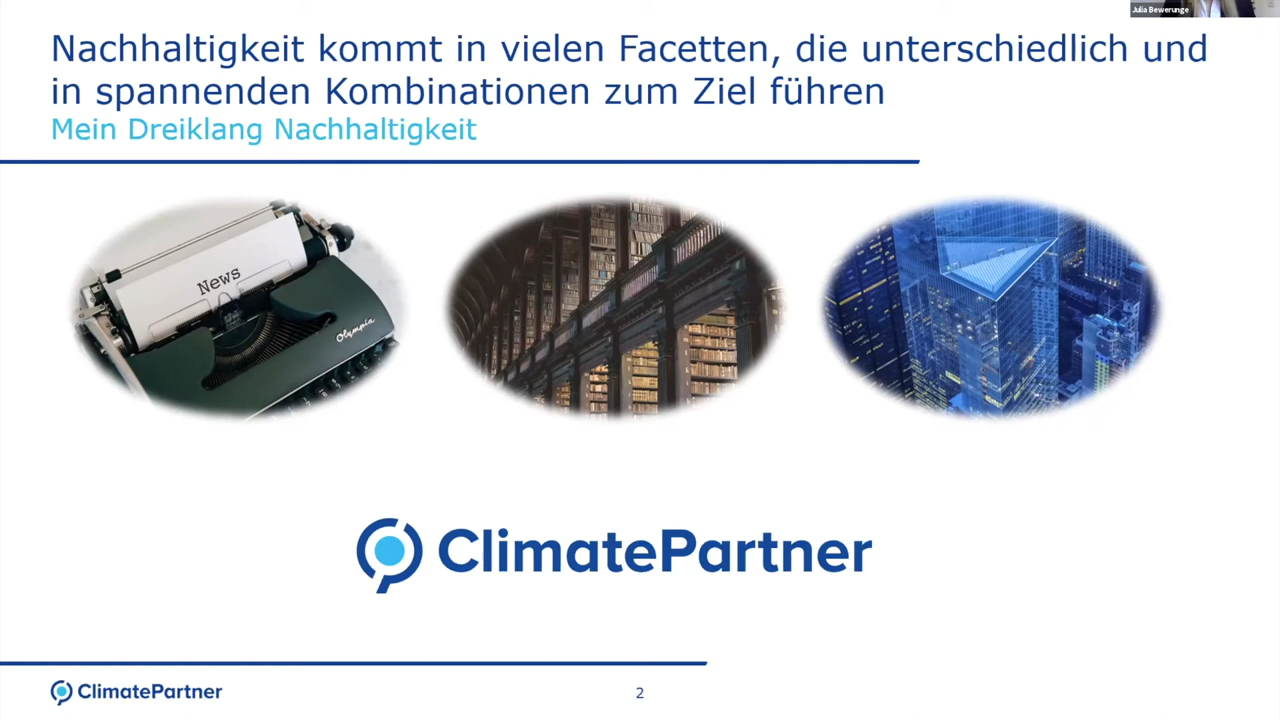 Julia Bewerunge
Nachhaltigkeit kommt in vielen Facetten, die unterschiedlich und
in spannenden Kombinationen zum Ziel führen
Mein Dreiklang Nachhaltigkeit
News
Olympia
ClimatePartner
ClimatePartner
2